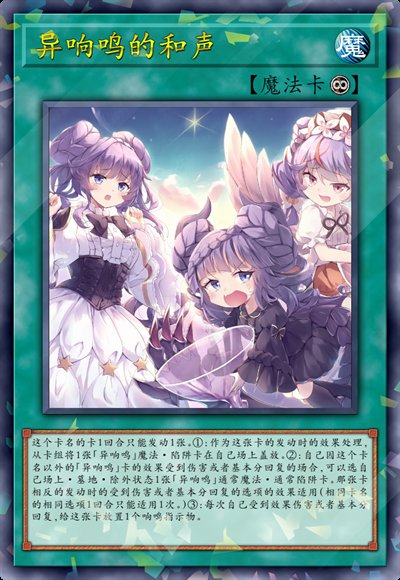 异响鸣的和声
魔
【魔法卡】
这个卡名的卡1回合只能发动1张。①:作为这张卡的发动时的效果处理,
从卡组将1张「异响鸣」魔法·陷阱卡在自己场上盖放。②:自己因这个卡
名以外的「异响鸣」卡的效果受到伤害或者基本分回复的场合,可以选自
己场上·墓地·除外状态1张「异响鸣」通常魔法·通常陷阱卡。那张卡
相反的发动时的受到伤害或者基本分回复的选项的效果适用(相同卡名
的相同选项1回合只能适用1次。)③:每次自己受到效果伤害或者基本分
回复,给这张卡放置1个响鸣指示物。